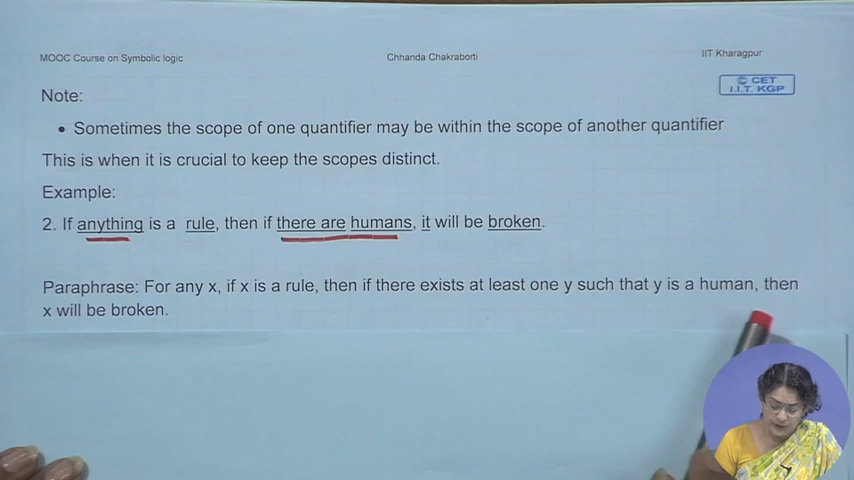 MOOC Course on Symbolic logic Chhanda Chakraborti IIT Kharagpur
© CET
I.I.T. KGP
Note:
• Sometimes the scope of one quantifier may be within the scope of another quantifier
This is when it is crucial to keep the scopes distinct.
Example:
2. If anything is a rule, then if there are humans, it will be broken.
Paraphrase: For any x, if x is a rule, then if there exists at least one y such that y is a human, then
x will be broken.